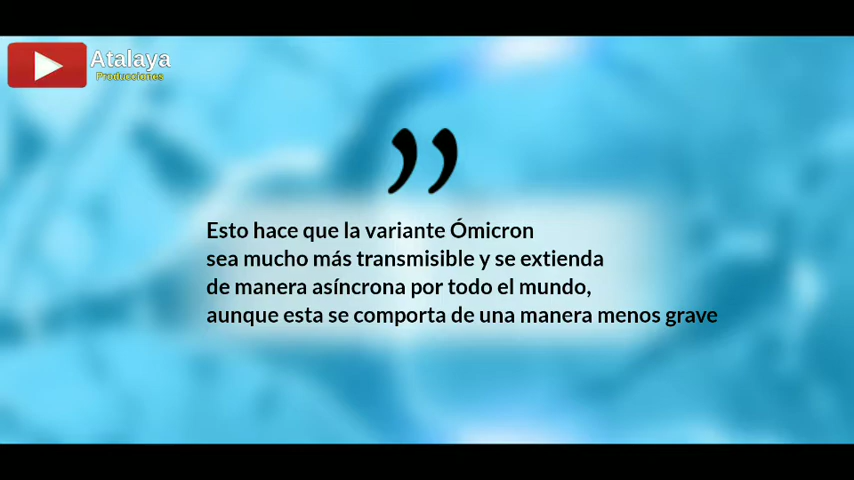 Atalaya
Producciones
”
Esto hace que la variante Ómicron
sea mucho más transmisible y se extienda
de manera asíncrona por todo el mundo,
aunque esta se comporta de una manera menos grave